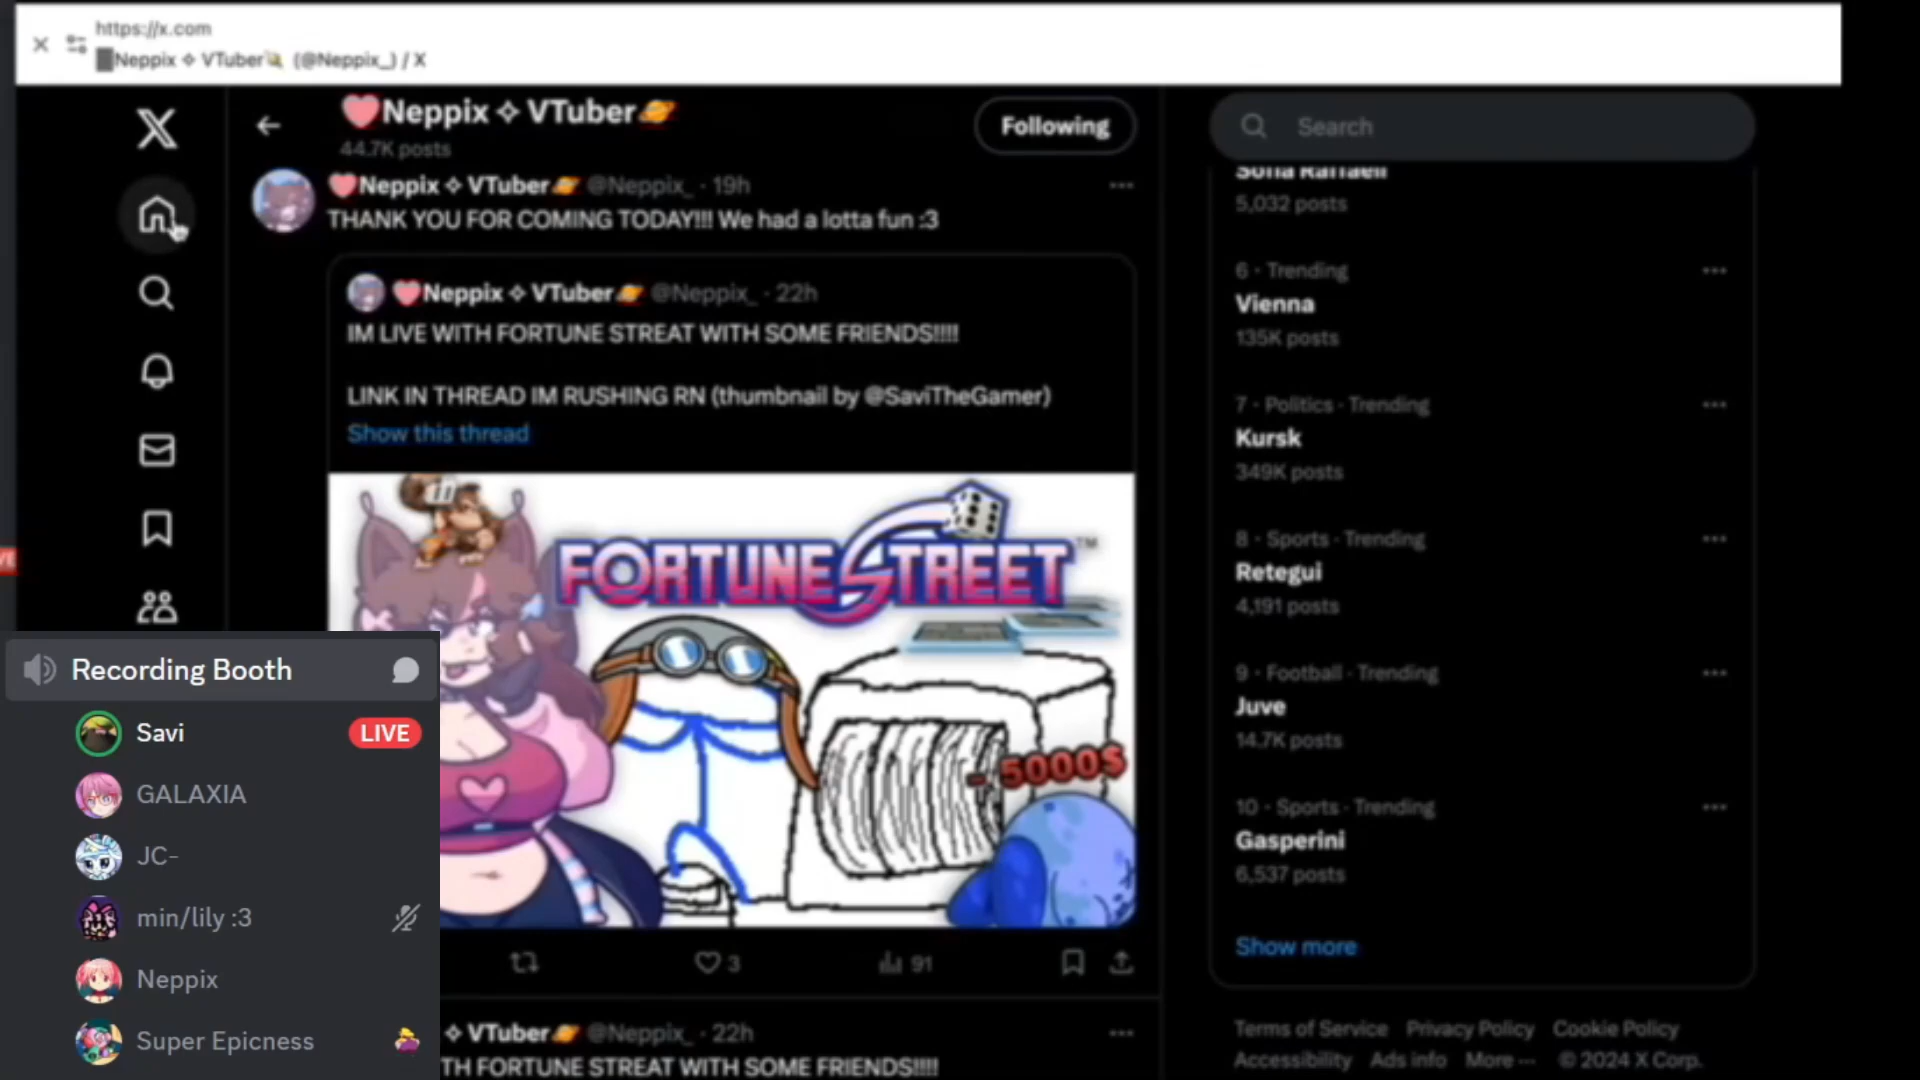 https://x.com
Neppix ✧ VTuber (@Neppix_) / X
Neppix ✧ VTuber
44.7K posts
Following
Search
Neppix ✧ VTuber @Neppix_ · 19h
THANK YOU FOR COMING TODAY!!! We had a lotta fun :3
Neppix ✧ VTuber @Neppix_ · 22h
IM LIVE WITH FORTUNE STREAT WITH SOME FRIENDS!!!!
LINK IN THREAD IM RUSHING RN (thumbnail by @SaviTheGamer)
Show this thread
10
FORTUNE STREET
TM
- 5000$
3
91
✧ VTuber @Neppix_ · 22h
TH FORTUNE STREAT WITH SOME FRIENDS!!!!
Sofia Raffaeli
5,032 posts
6 · Trending
Vienna
135K posts
7 · Politics · Trending
Kursk
349K posts
8 · Sports · Trending
Retegui
4,191 posts
9 · Football · Trending
Juve
14.7K posts
10 · Sports · Trending
Gasperini
6,537 posts
Show more
Terms of Service Privacy Policy Cookie Policy
Accessibility Ads info More ··· © 2024 X Corp.
Recording Booth
Savi LIVE
GALAXIA
JC-
min/lily :3
Neppix
Super Epicness